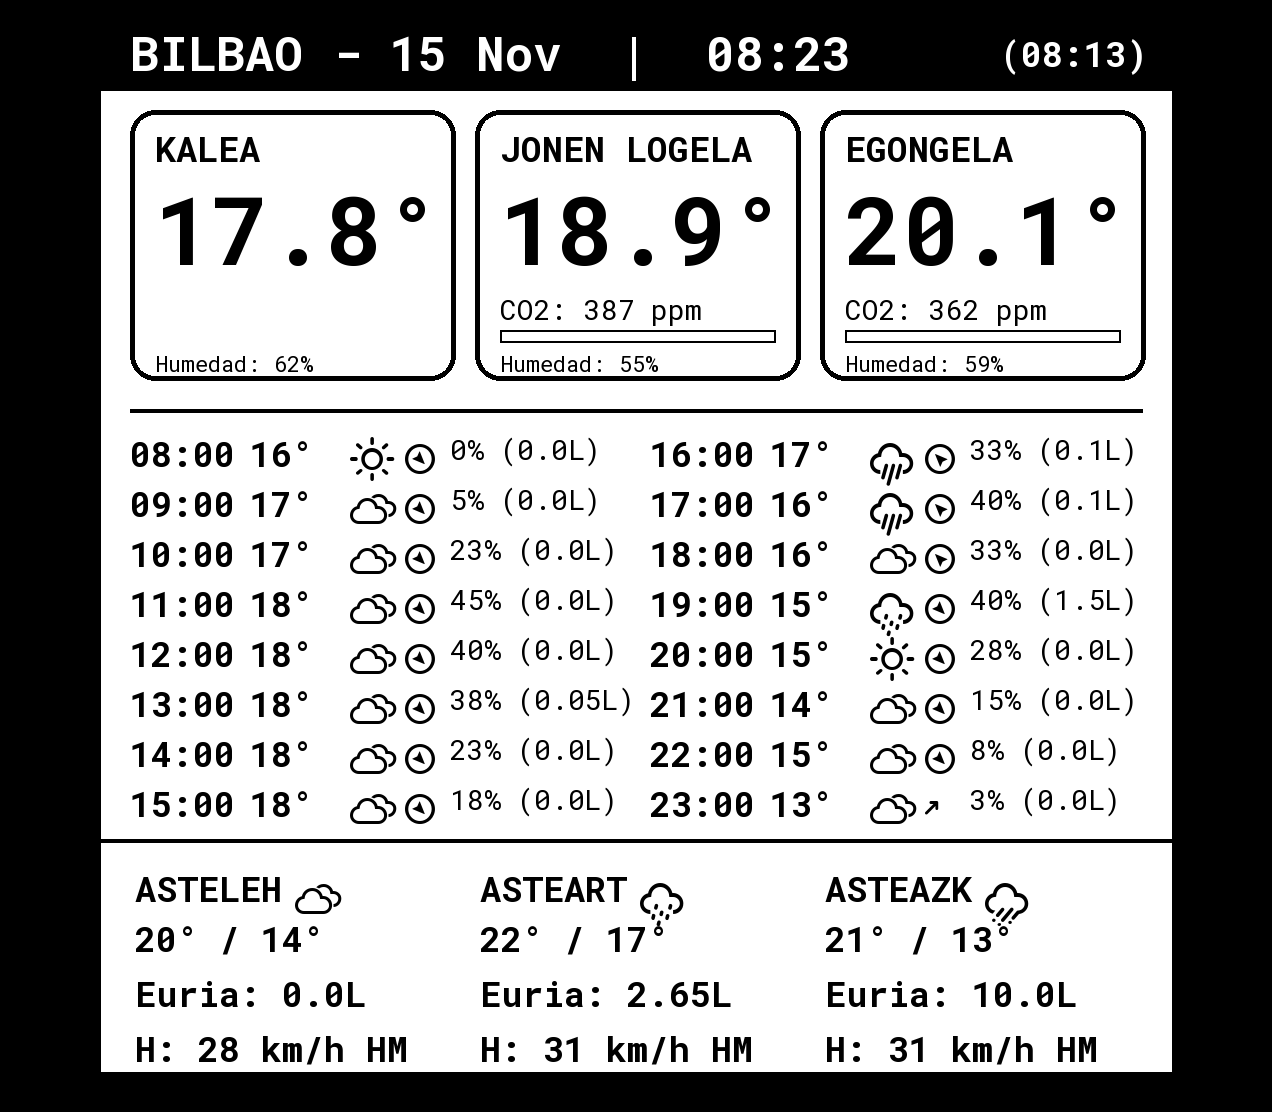 BILBAO - 15 Nov | 08:23 (08:13)
KALEA
17.8°
Humedad: 62%
JONEN LOGELA
18.9°
CO2: 387 ppm
Humedad: 55%
EGONGELA
20.1°
CO2: 362 ppm
Humedad: 59%
08:00 16° 0% (0.0L)
09:00 17° 5% (0.0L)
10:00 17° 23% (0.0L)
11:00 18° 45% (0.0L)
12:00 18° 40% (0.0L)
13:00 18° 38% (0.05L)
14:00 18° 23% (0.0L)
15:00 18° 18% (0.0L)
16:00 17° 33% (0.1L)
17:00 16° 40% (0.1L)
18:00 16° 33% (0.0L)
19:00 15° 40% (1.5L)
20:00 15° 28% (0.0L)
21:00 14° 15% (0.0L)
22:00 15° 8% (0.0L)
23:00 13° 3% (0.0L)
ASTELEH
20° / 14°
Euria: 0.0L
H: 28 km/h HM
ASTEART
22° / 17°
Euria: 2.65L
H: 31 km/h HM
ASTEAZK
21° / 13°
Euria: 10.0L
H: 31 km/h HM